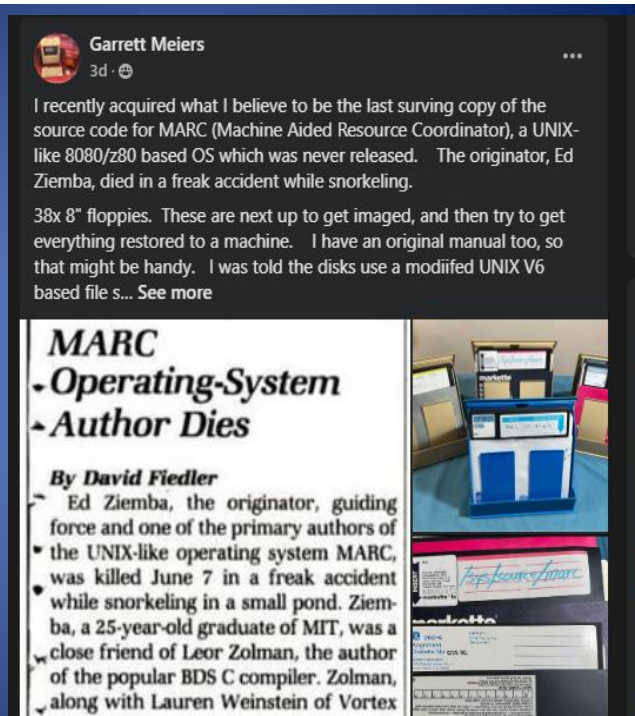 Garrett Meiers
3d ·
I recently acquired what I believe to be the last surving copy of the
source code for MARC (Machine Aided Resource Coordinator), a UNIX-
like 8080/z80 based OS which was never released. The originator, Ed
Ziemba, died in a freak accident while snorkeling.
38x 8" floppies. These are next up to get imaged, and then try to get
everything restored to a machine. I have an original manual too, so
that might be handy. I was told the disks use a modiifed UNIX V6
based file s... See more
MARC
Operating-System
Author Dies
By David Fiedler
Ed Ziemba, the originator, guiding
force and one of the primary authors of
the UNIX-like operating system MARC,
was killed June 7 in a freak accident
while snorkeling in a small pond. Ziem-
ba, a 25-year-old graduate of MIT, was a
close friend of Leor Zolman, the author
of the popular BDS C compiler. Zolman,
along with Lauren Weinstein of Vortex
markette
/sys/source/marc
markette